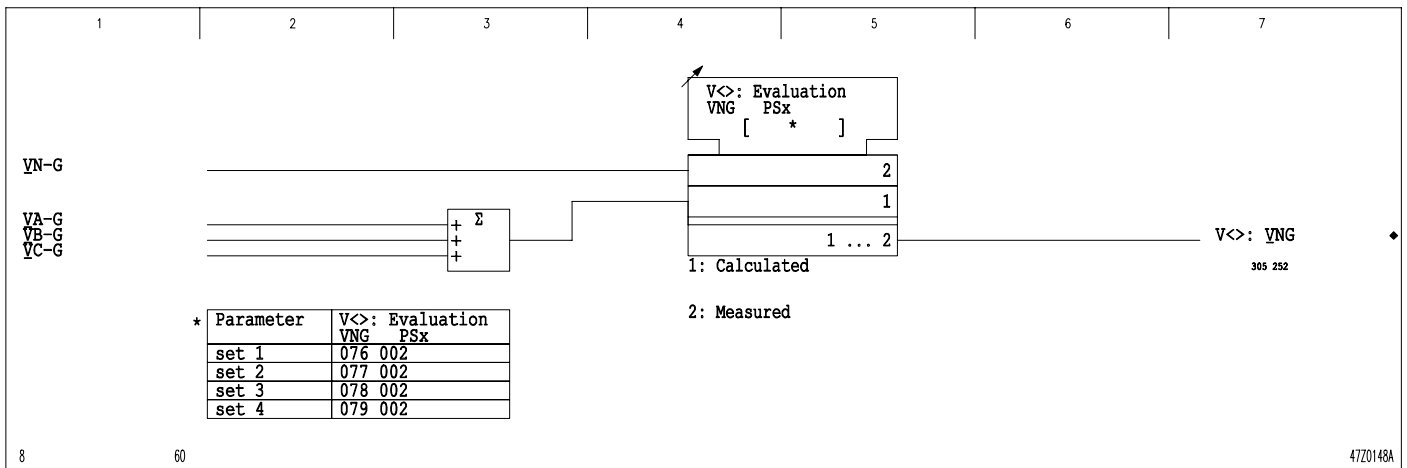 1 2 3 4 5 6 7
V<>: Evaluation
VNG PSx
[ * ]
VN-G
2
1
VA-G
VB-G
VC-G
Σ
+
+
+
1 ... 2
V<>: VNG
305 252
1: Calculated
2: Measured
* Parameter V<>: Evaluation
VNG PSx
set 1 076 002
set 2 077 002
set 3 078 002
set 4 079 002
8 60 47Z0148A